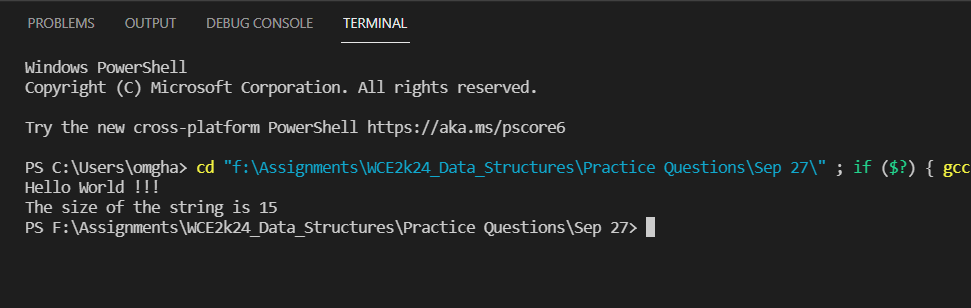 PROBLEMS OUTPUT DEBUG CONSOLE TERMINAL
Windows PowerShell
Copyright (C) Microsoft Corporation. All rights reserved.
Try the new cross-platform PowerShell https://aka.ms/pscore6
PS C:\Users\omgha> cd "f:\Assignments\WCE2k24_Data_Structures\Practice Questions\Sep 27\" ; if ($?) { gcc
Hello World !!!
The size of the string is 15
PS F:\Assignments\WCE2k24_Data_Structures\Practice Questions\Sep 27>